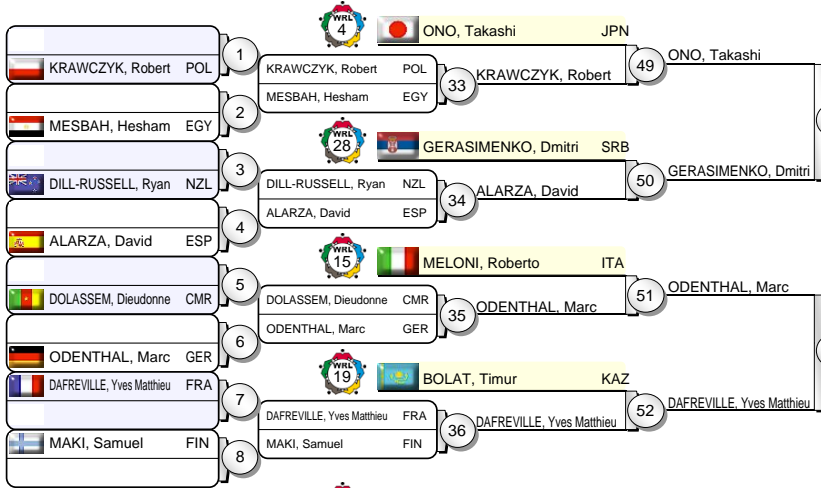 WRL
4
ONO, Takashi JPN
1
KRAWCZYK, Robert POL
KRAWCZYK, Robert POL
MESBAH, Hesham EGY
33
KRAWCZYK, Robert
49
ONO, Takashi
2
MESBAH, Hesham EGY
WRL
28
GERASIMENKO, Dmitri SRB
3
DILL-RUSSELL, Ryan NZL
DILL-RUSSELL, Ryan NZL
ALARZA, David ESP
34
ALARZA, David
50
GERASIMENKO, Dmitri
4
ALARZA, David ESP
WRL
15
MELONI, Roberto ITA
5
DOLASSEM, Dieudonne CMR
DOLASSEM, Dieudonne CMR
ODENTHAL, Marc GER
35
ODENTHAL, Marc
51
ODENTHAL, Marc
6
ODENTHAL, Marc GER
WRL
19
BOLAT, Timur KAZ
DAFREVILLE, Yves Matthieu FRA
7
DAFREVILLE, Yves Matthieu FRA
MAKI, Samuel FIN
36
DAFREVILLE, Yves Matthieu
52
DAFREVILLE, Yves Matthieu
MAKI, Samuel FIN
8